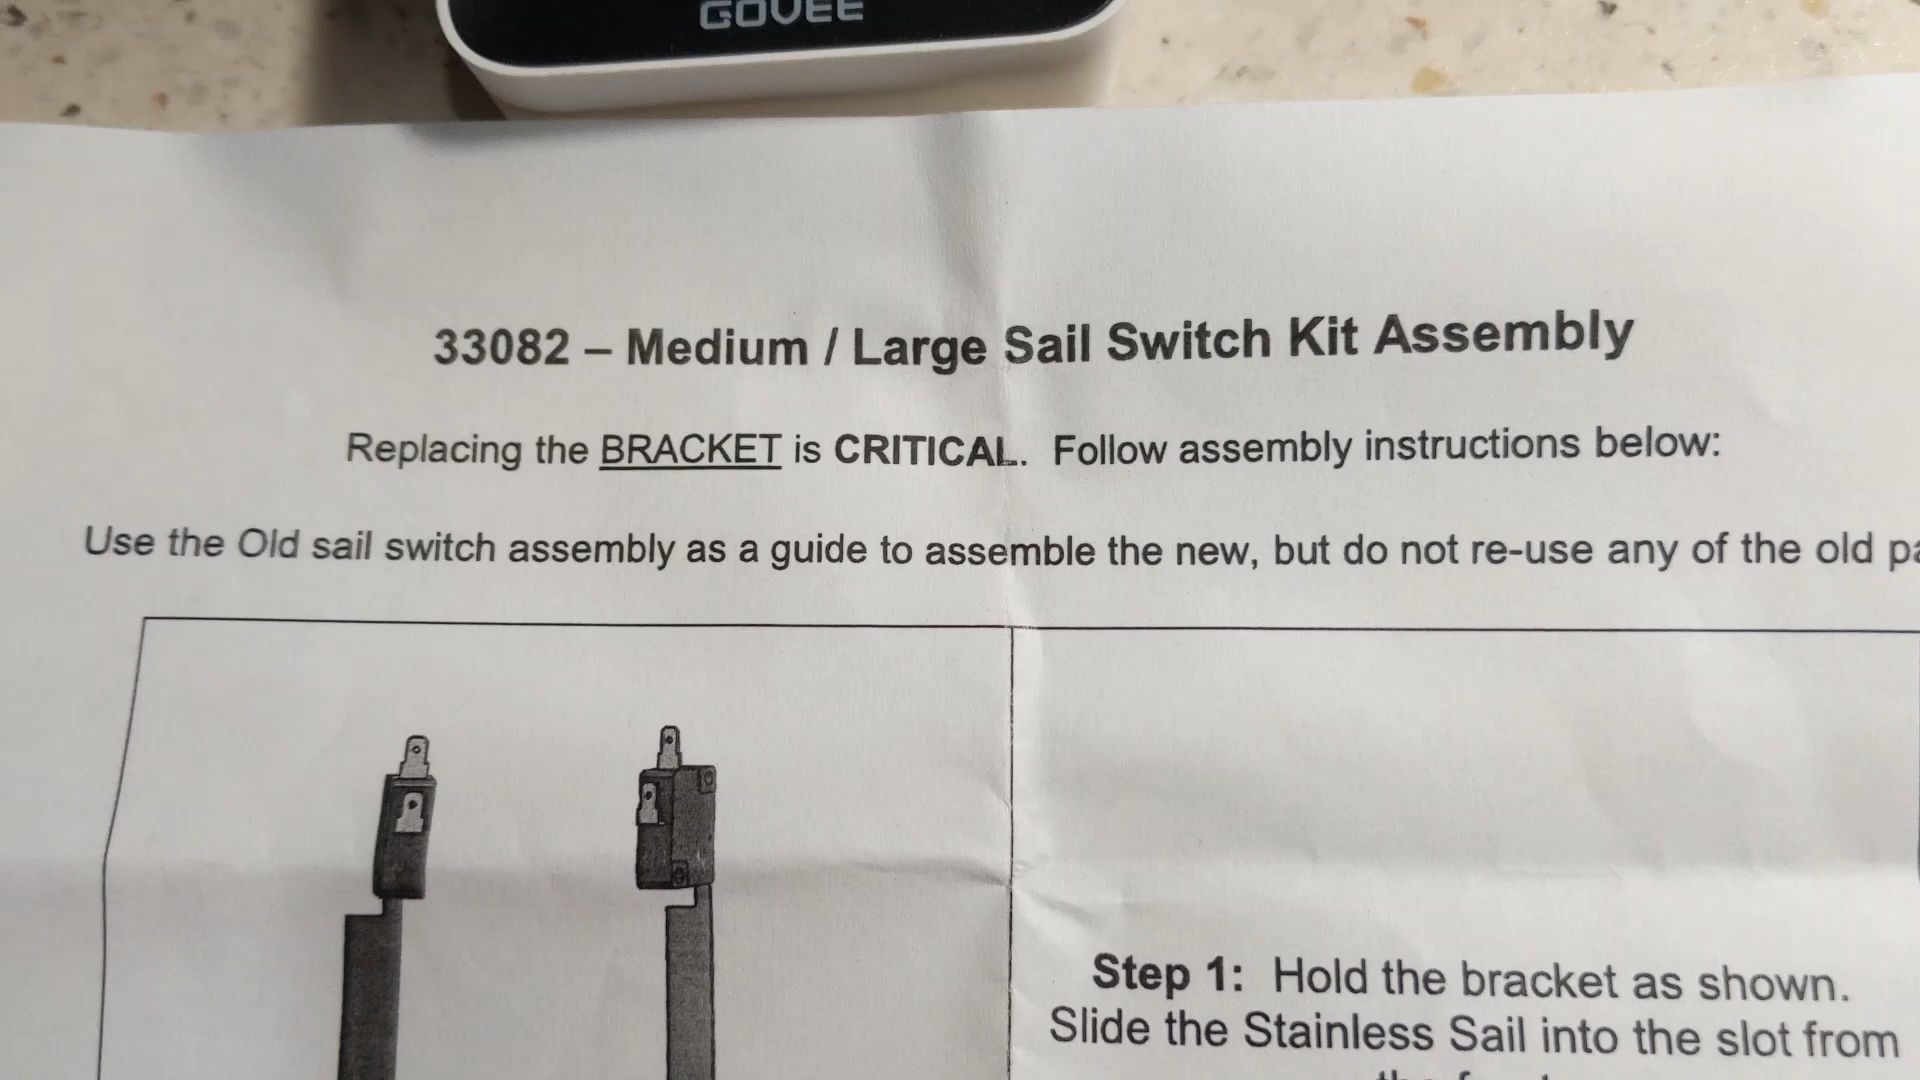 GOVEE
33082 – Medium / Large Sail Switch Kit Assembly
Replacing the BRACKET is CRITICAL. Follow assembly instructions below:
Use the Old sail switch assembly as a guide to assemble the new, but do not re-use any of the old
Step 1: Hold the bracket as shown.
Slide the Stainless Sail into the slot from